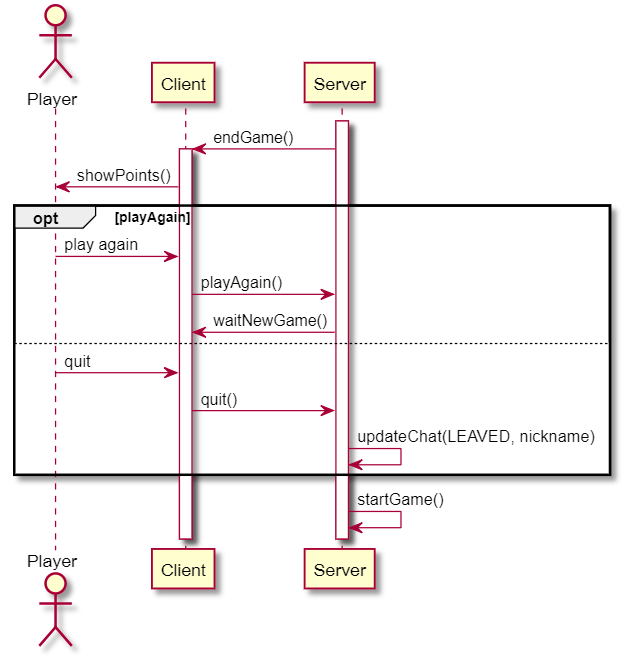 Player
Client
Server
endGame()
showPoints()
opt
[playAgain]
play again
playAgain()
waitNewGame()
quit
quit()
updateChat(LEAVED, nickname)
startGame()
Player
Client
Server